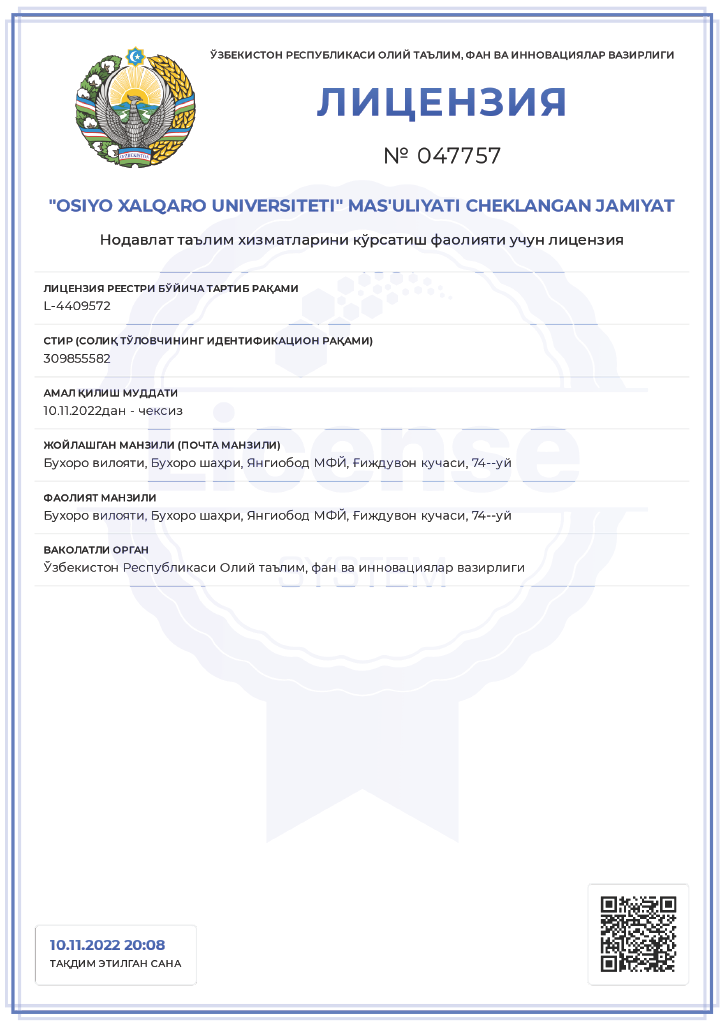 ЎЗБЕКИСТОН РЕСПУБЛИКАСИ ОЛИЙ ТАЪЛИМ, ФАН ВА ИННОВАЦИЯЛАР ВАЗИРЛИГИ
ЛИЦЕНЗИЯ
№ 047757
"OSIYO XALQARO UNIVERSITETI" MAS'ULIYATI CHEKLANGAN JAMIYAT
Нодавлат таълим хизматларини кўрсатиш фаолияти учун лицензия
ЛИЦЕНЗИЯ РЕЕСТРИ БЎЙИЧА ТАРТИБ РАҚАМИ
L-4409572
СТИР (СОЛИҚ ТЎЛОВЧИНИНГ ИДЕНТИФИКАЦИОН РАҚАМИ)
309855582
АМАЛ ҚИЛИШ МУДДАТИ
10.11.2022дан - чексиз
License
ЖОЙЛАШГАН МАНЗИЛИ (ПОЧТА МАНЗИЛИ)
Бухоро вилояти, Бухоро шаҳри, Янгиобод МФЙ, Ғиждувон кучаси, 74--уй
ФАОЛИЯТ МАНЗИЛИ
Бухоро вилояти, Бухоро шаҳри, Янгиобод МФЙ, Ғиждувон кучаси, 74--уй
ВАКОЛАТЛИ ОРГАН
Ўзбекистон Республикаси Олий таълим, фан ва инновациялар вазирлиги
SYSTEM
10.11.2022 20:08
ТАҚДИМ ЭТИЛГАН САНА